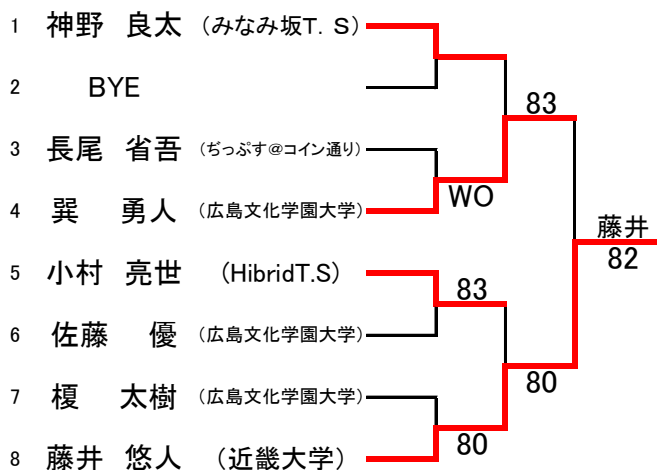 1 神野 良太 (みなみ坂T. S)
2 BYE
83
3 長尾 省吾 (ぢっぷす@コイン通り)
WO
4 巽 勇人 (広島文化学園大学)
藤井
82
5 小村 亮世 (HibridT.S)
83
6 佐藤 優 (広島文化学園大学)
80
7 榎 太樹 (広島文化学園大学)
80
8 藤井 悠人 (近畿大学)